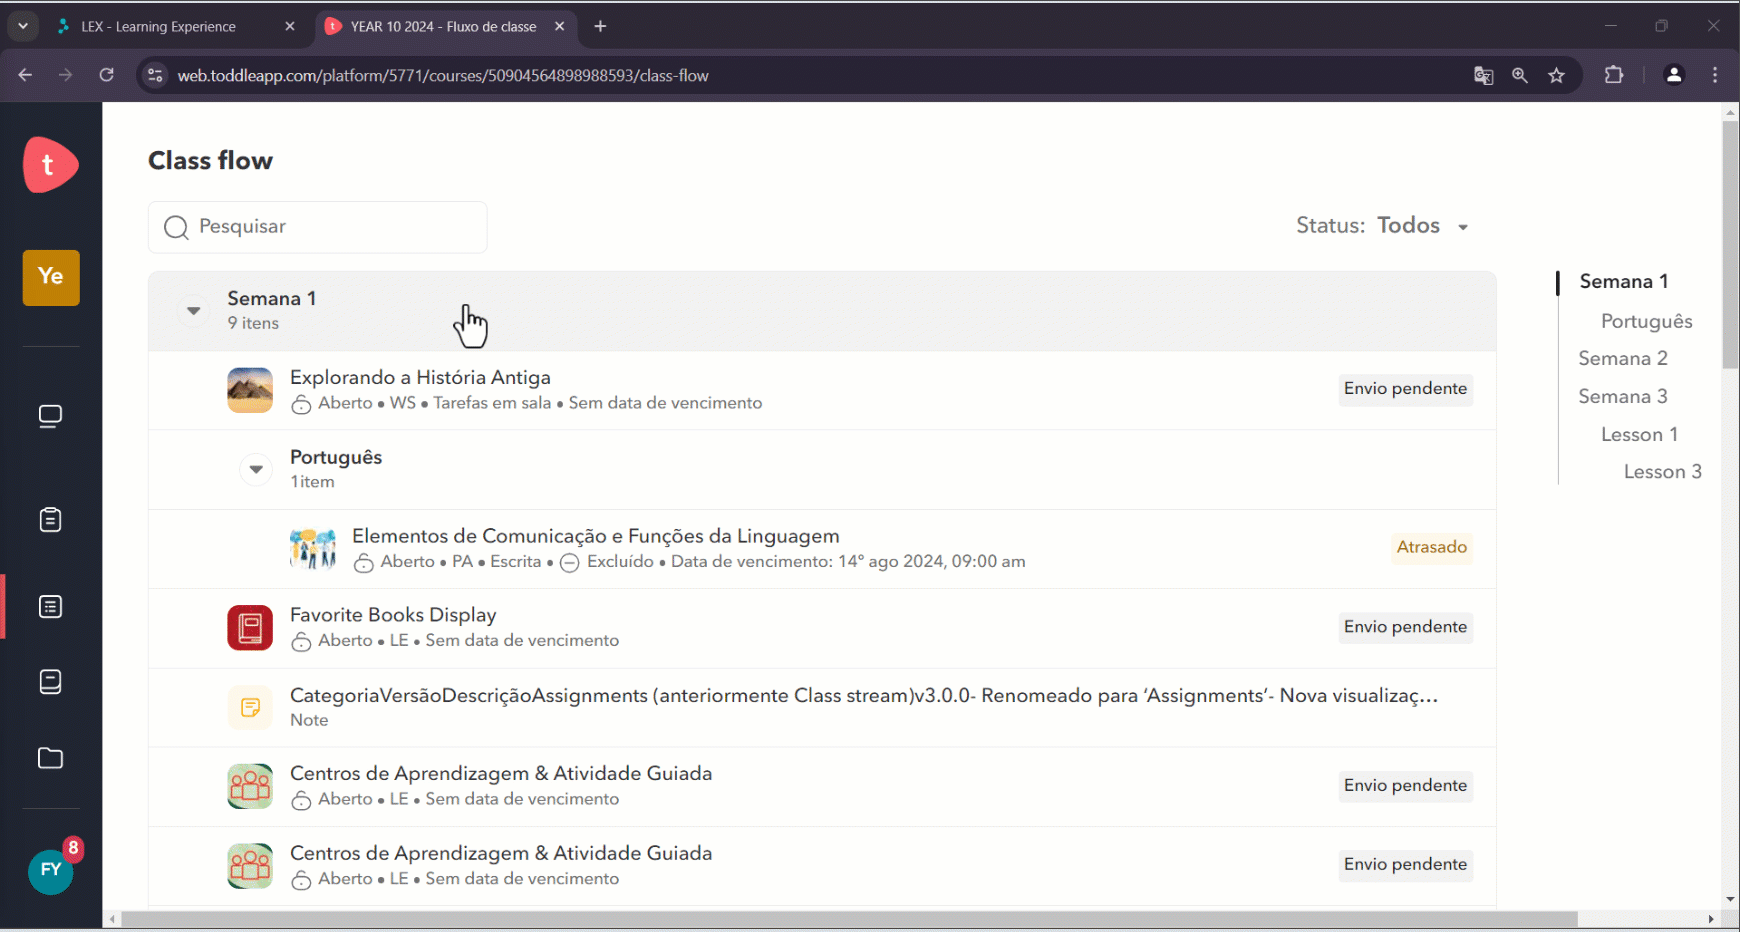 LEX - Learning Experience
YEAR 10 2024 - Fluxo de classe
web.toddleapp.com/platform/5771/courses/50904564898988593/class-flow
t
Ye
8
FY
Class flow
Pesquisar
Status: Todos
Semana 1
9 itens
Explorando a História Antiga
Aberto • WS • Tarefas em sala • Sem data de vencimento
Envio pendente
Português
1item
Elementos de Comunicação e Funções da Linguagem
Aberto • PA • Escrita • Excluído • Data de vencimento: 14º ago 2024, 09:00 am
Atrasado
Favorite Books Display
Aberto • LE • Sem data de vencimento
Envio pendente
CategoriaVersãoDescriçãoAssignments (anteriormente Class stream)v3.0.0- Renomeado para ‘Assignments’- Nova visualizaç...
Note
Centros de Aprendizagem & Atividade Guiada
Aberto • LE • Sem data de vencimento
Envio pendente
Centros de Aprendizagem & Atividade Guiada
Aberto • LE • Sem data de vencimento
Envio pendente
Semana 1
Português
Semana 2
Semana 3
Lesson 1
Lesson 3